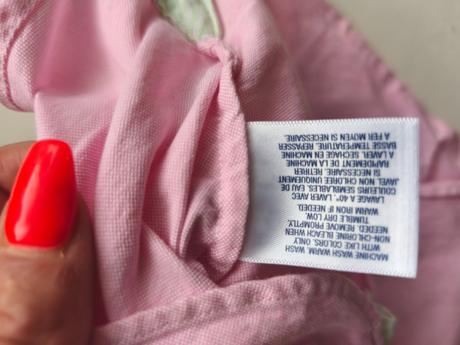 MACHINE WARM WASH
WITH LIKE COLORS, ONLY
NON-CHLORINE BLEACH WHEN
NEEDED. REMOVE PROMPTLY.
TUMBLE DRY LOW,
WARM IRON IF NEEDED.
LAVAGE A 40°, LAVER AVEC
COULEURS SEMBLABLES, EAU DE
JAVEL NON CHLOREE UNIQUEMENT
SI NECESSAIRE. RETIRER
RAPIDEMENT DE LA MACHINE
A LAVER, SECHAGE EN MACHINE
BASSE TEMPERATURE. REPASSER
A FER MOYEN SI NECESSAIRE.